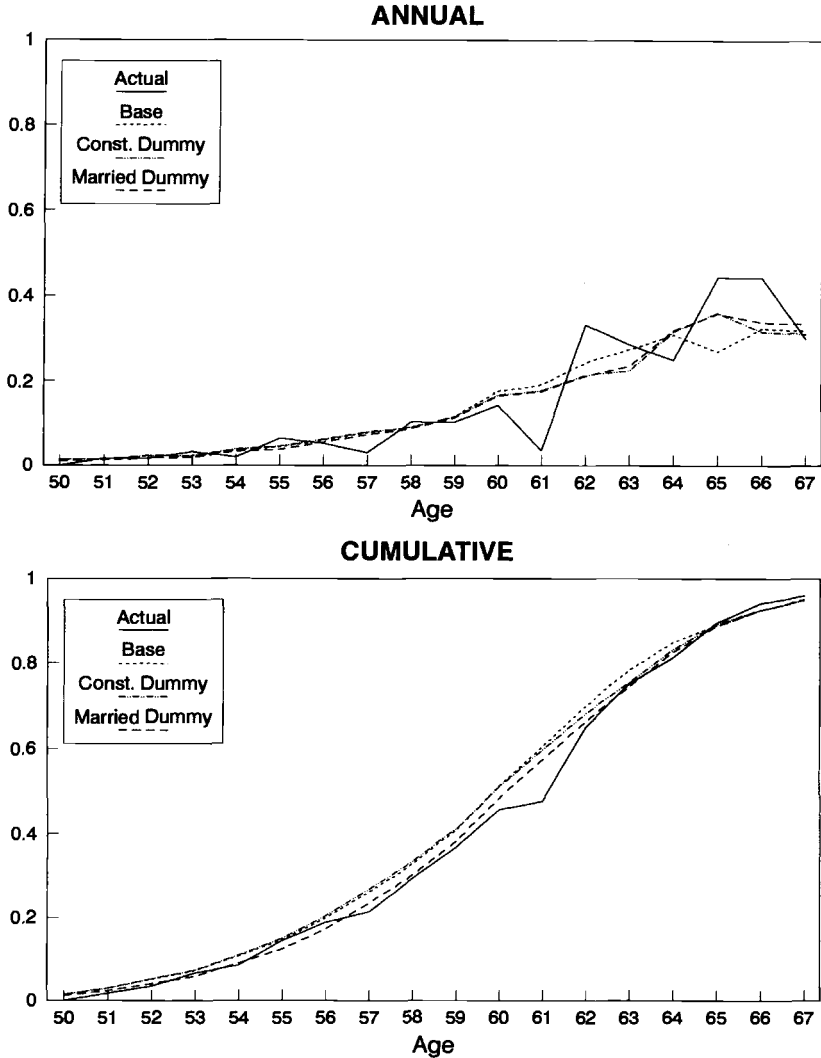 ANNUAL
1
Actual
Base
Const. Dummy
Married Dummy
0.8
0.6
0.4
0.2
0
50 51 52 53 54 55 56 57 58 59 60 61 62 63 64 65 66 67
Age
CUMULATIVE
1
Actual
Base
Const. Dummy
Married Dummy
0.8
0.6
0.4
0.2
0
50 51 52 53 54 55 56 57 58 59 60 61 62 63 64 65 66 67
Age